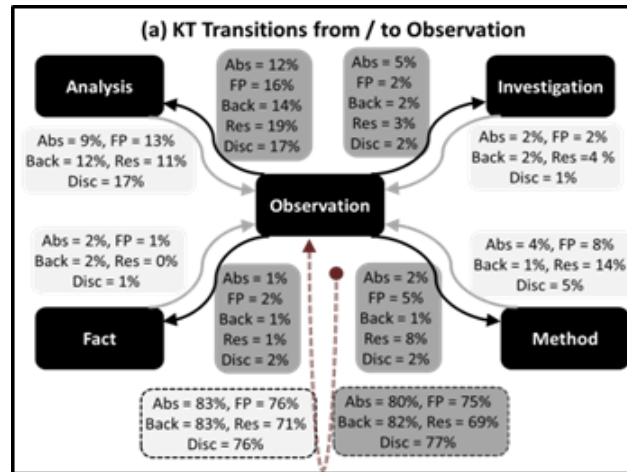 (a) KT Transitions from / to Observation
Analysis
Abs = 12%
FP = 16%
Back = 14%
Res = 19%
Disc = 17%
Abs = 5%
FP = 2%
Back = 2%
Res = 3%
Disc = 2%
Investigation
Abs = 9%, FP = 13%
Back = 12%, Res = 11%
Disc = 17%
Abs = 2%, FP = 2%
Back = 2%, Res =4 %
Disc = 1%
Observation
Abs = 2%, FP = 1%
Back = 2%, Res = 0%
Disc = 1%
Abs = 1%
FP = 2%
Back = 1%
Res = 1%
Disc = 2%
Abs = 2%
FP = 5%
Back = 1%
Res = 8%
Disc = 2%
Abs = 4%, FP = 8%
Back = 1%, Res = 14%
Disc = 5%
Fact
Method
Abs = 83%, FP = 76%
Back = 83%, Res = 71%
Disc = 76%
Abs = 80%, FP = 75%
Back = 82%, Res = 69%
Disc = 77%